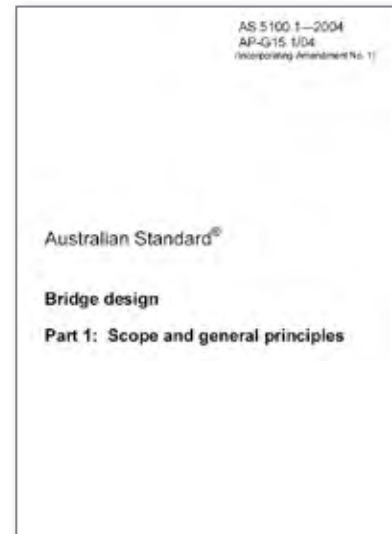 AS 5100.1—2004
AP-G15.1/04
(Incorporating Amendment No. 1)
Australian Standard®
Bridge design
Part 1: Scope and general principles